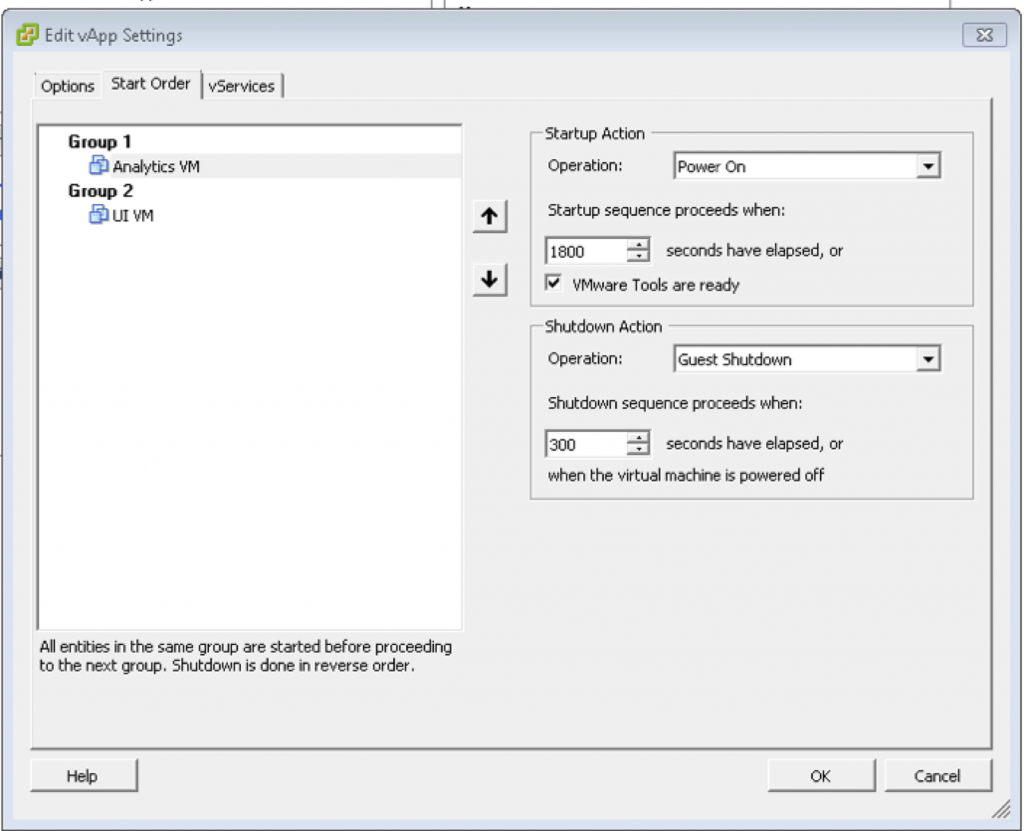 Edit vApp Settings
Options Start Order vServices
Group 1
Analytics VM
Group 2
UI VM
All entities in the same group are started before proceeding
to the next group. Shutdown is done in reverse order.
Startup Action
Operation: Power On
Startup sequence proceeds when:
1800 seconds have elapsed, or
VMware Tools are ready
Shutdown Action
Operation: Guest Shutdown
Shutdown sequence proceeds when:
300 seconds have elapsed, or
when the virtual machine is powered off
Help OK Cancel